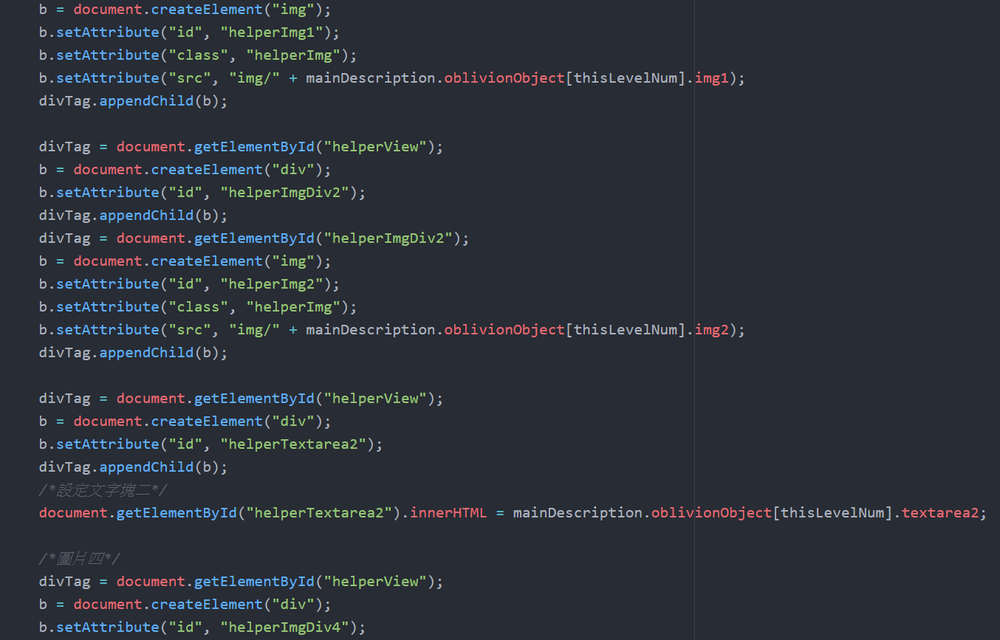 b = document.createElement("img");
b.setAttribute("id", "helperImg1");
b.setAttribute("class", "helperImg");
b.setAttribute("src", "img/" + mainDescription.oblivionObject[thisLevelNum].img1);
divTag.appendChild(b);
divTag = document.getElementById("helperView");
b = document.createElement("div");
b.setAttribute("id", "helperImgDiv2");
divTag.appendChild(b);
divTag = document.getElementById("helperImgDiv2");
b = document.createElement("img");
b.setAttribute("id", "helperImg2");
b.setAttribute("class", "helperImg");
b.setAttribute("src", "img/" + mainDescription.oblivionObject[thisLevelNum].img2);
divTag.appendChild(b);
divTag = document.getElementById("helperView");
b = document.createElement("div");
b.setAttribute("id", "helperTextarea2");
divTag.appendChild(b);
/*設定文字塊二*/
document.getElementById("helperTextarea2").innerHTML = mainDescription.oblivionObject[thisLevelNum].textarea2;
/*圖片四*/
divTag = document.getElementById("helperView");
b = document.createElement("div");
b.setAttribute("id", "helperImgDiv4");